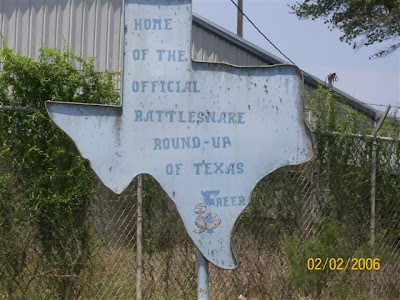 HOME
OF THE
OFFICIAL
RATTLESNAKE
ROUND-UP
OF TEXAS
FREER
02/02/2006